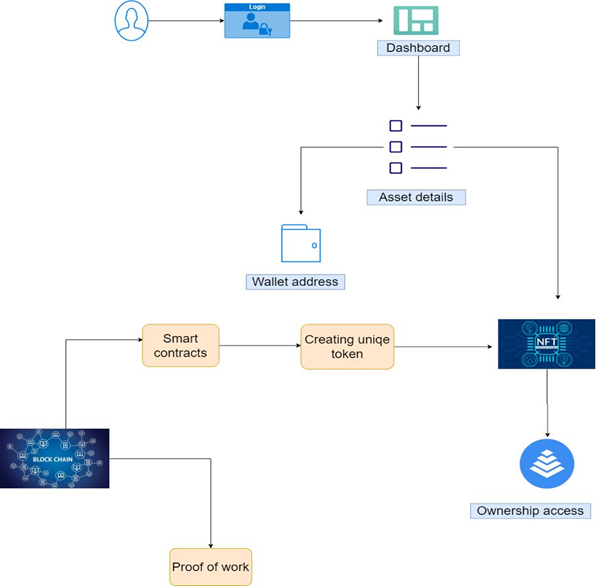 Login
Dashboard
Asset details
Wallet address
Smart
contracts
Creating uniqe
token
NFT
BLOCK CHAIN
Ownership access
Proof of work